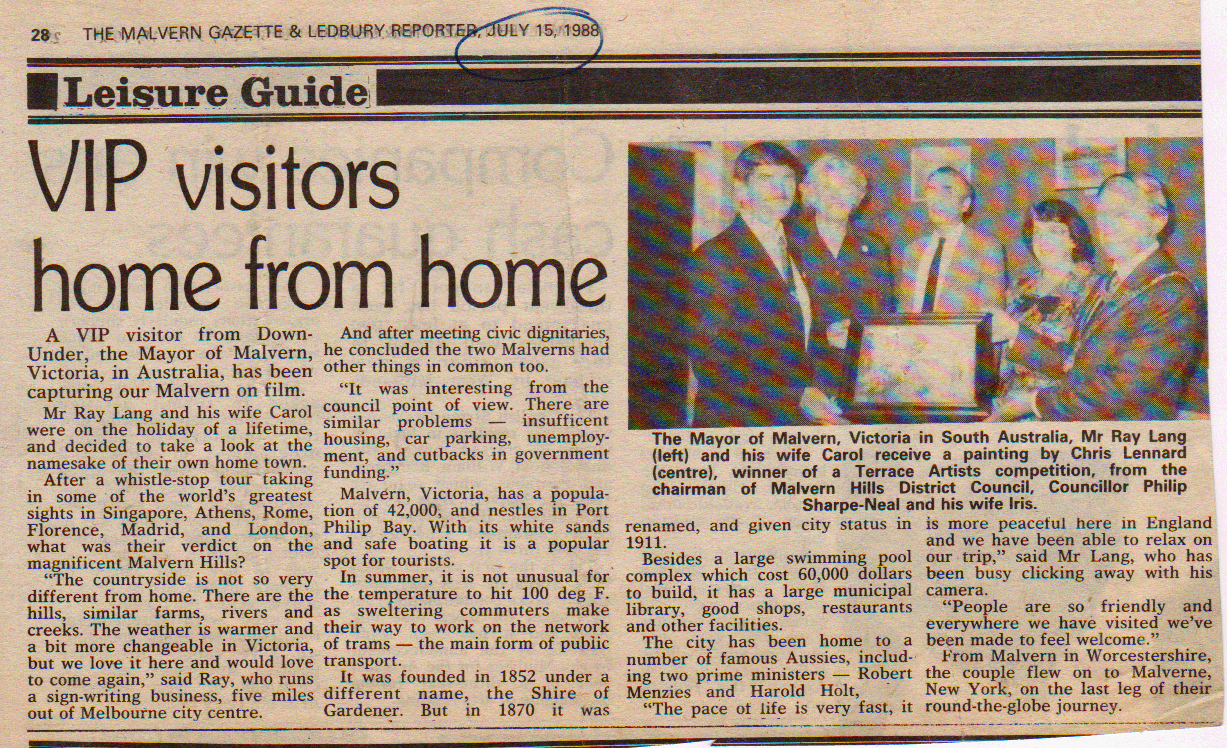 28 THE MALVERN GAZETTE & LEDBURY REPORTER, JULY 15, 1988
Leisure Guide
VIP visitors
home from home
A VIP visitor from Down-
Under, the Mayor of Malvern,
Victoria, in Australia, has been
capturing our Malvern on film.
Mr Ray Lang and his wife Carol
were on the holiday of a lifetime,
and decided to take a look at the
namesake of their own home town.
After a whistle-stop tour taking
in some of the world's greatest
sights in Singapore, Athens, Rome,
Florence, Madrid, and London,
what was their verdict on the
magnificent Malvern Hills?
"The countryside is not so very
different from home. There are the
hills, similar farms, rivers and
creeks. The weather is warmer and
a bit more changeable in Victoria,
but we love it here and would love
to come again," said Ray, who runs
a sign-writing business, five miles
out of Melbourne city centre.
And after meeting civic dignitaries,
he concluded the two Malverns had
other things in common too.
"It was interesting from the
council point of view. There are
similar problems — insufficent
housing, car parking, unemploy-
ment, and cutbacks in government
funding."
Malvern, Victoria, has a popula-
tion of 42,000, and nestles in Port
Philip Bay. With its white sands
and safe boating it is a popular
spot for tourists.
In summer, it is not unusual for
the temperature to hit 100 deg F.
as sweltering commuters make
their way to work on the network
of trams — the main form of public
transport.
It was founded in 1852 under a
different name, the Shire of
Gardener. But in 1870 it was
The Mayor of Malvern, Victoria in South Australia, Mr Ray Lang
(left) and his wife Carol receive a painting by Chris Lennard
(centre), winner of a Terrace Artists competition, from the
chairman of Malvern Hills District Council, Councillor Philip
Sharpe-Neal and his wife Iris.
renamed, and given city status in
1911.
Besides a large swimming pool
complex which cost 60,000 dollars
to build, it has a large municipal
library, good shops, restaurants
and other facilities.
The city has been home to a
number of famous Aussies, includ-
ing two prime ministers — Robert
Menzies and Harold Holt,
"The pace of life is very fast, it
is more peaceful here in England
and we have been able to relax on
our trip," said Mr Lang, who has
been busy clicking away with his
camera.
"People are so friendly and
everywhere we have visited we've
been made to feel welcome."
From Malvern in Worcestershire,
the couple flew on to Malverne,
New York, on the last leg of their
round-the-globe journey.